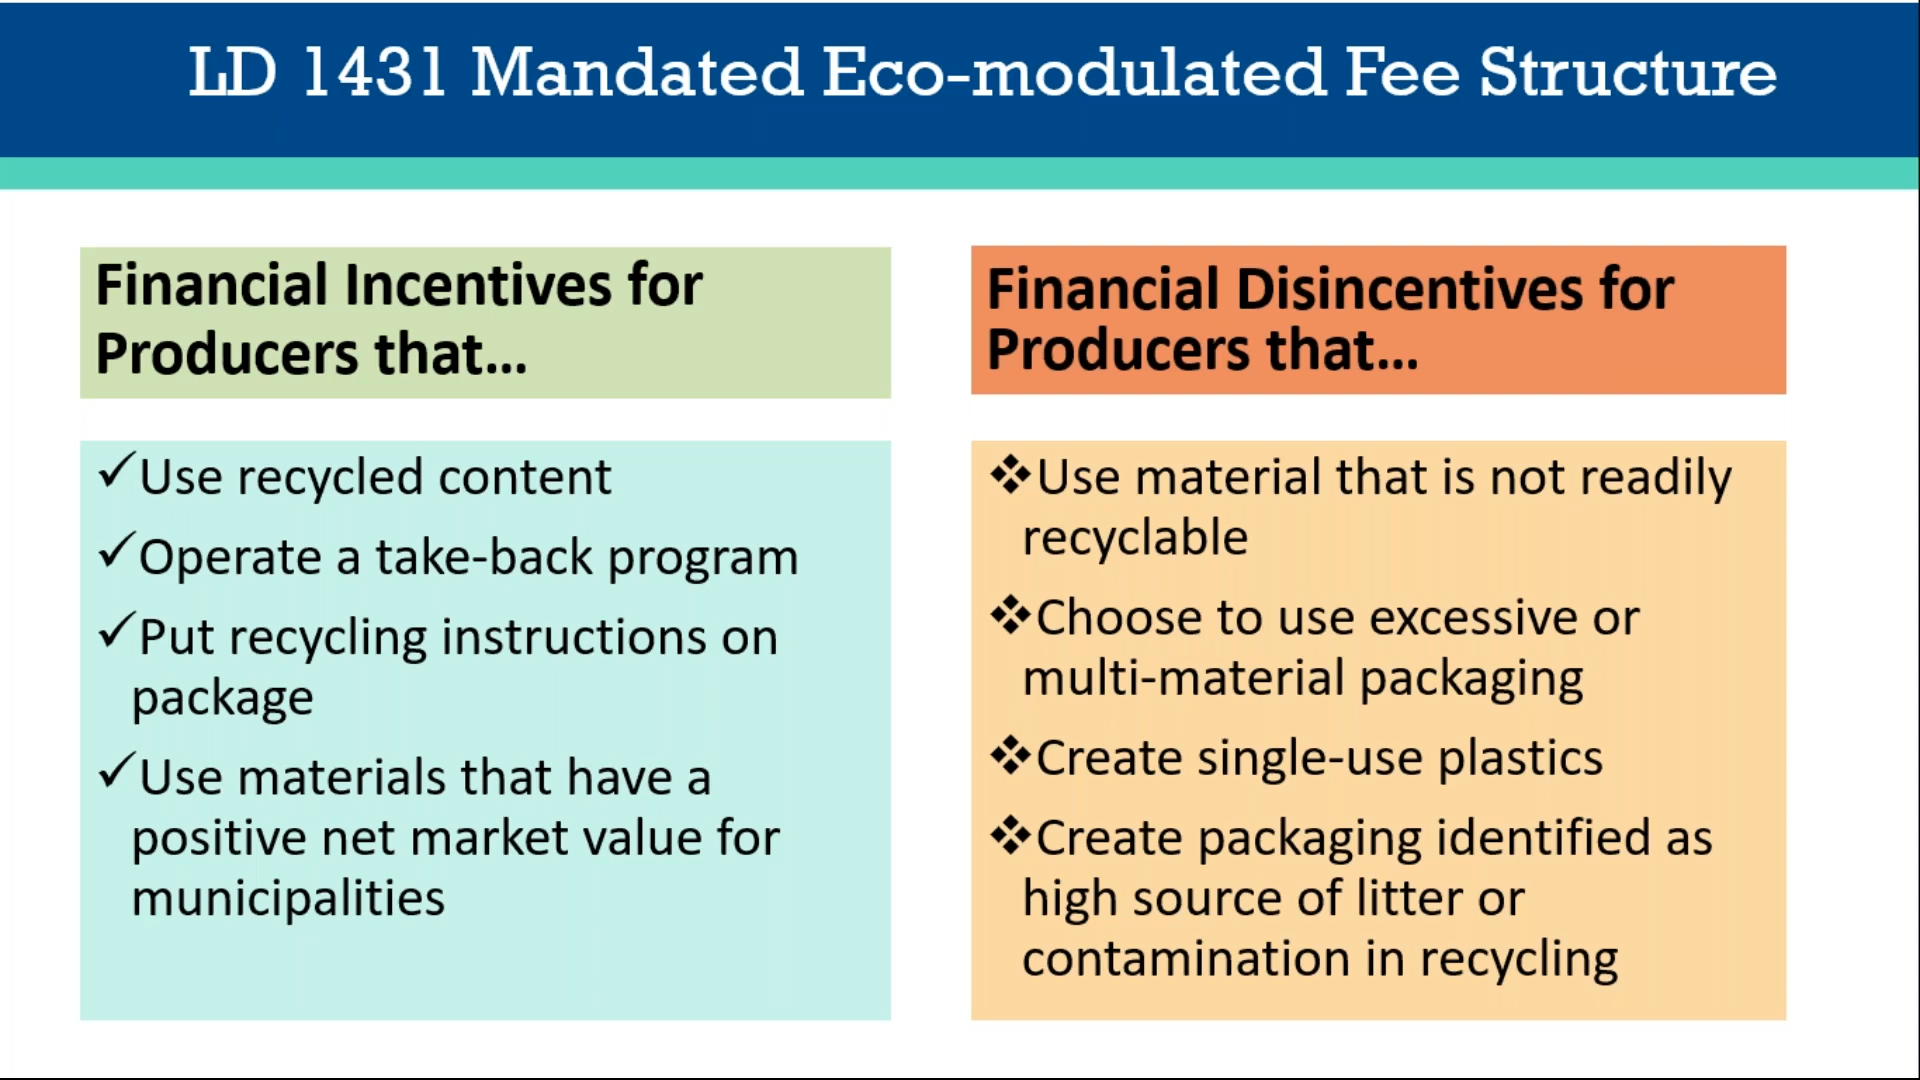 LD 1431 Mandated Eco-modulated Fee Structure
Financial Incentives for
Producers that...
✓Use recycled content
✓Operate a take-back program
✓Put recycling instructions on
package
✓Use materials that have a
positive net market value for
municipalities
Financial Disincentives for
Producers that...
❖Use material that is not readily
recyclable
❖Choose to use excessive or
multi-material packaging
❖Create single-use plastics
❖Create packaging identified as
high source of litter or
contamination in recycling